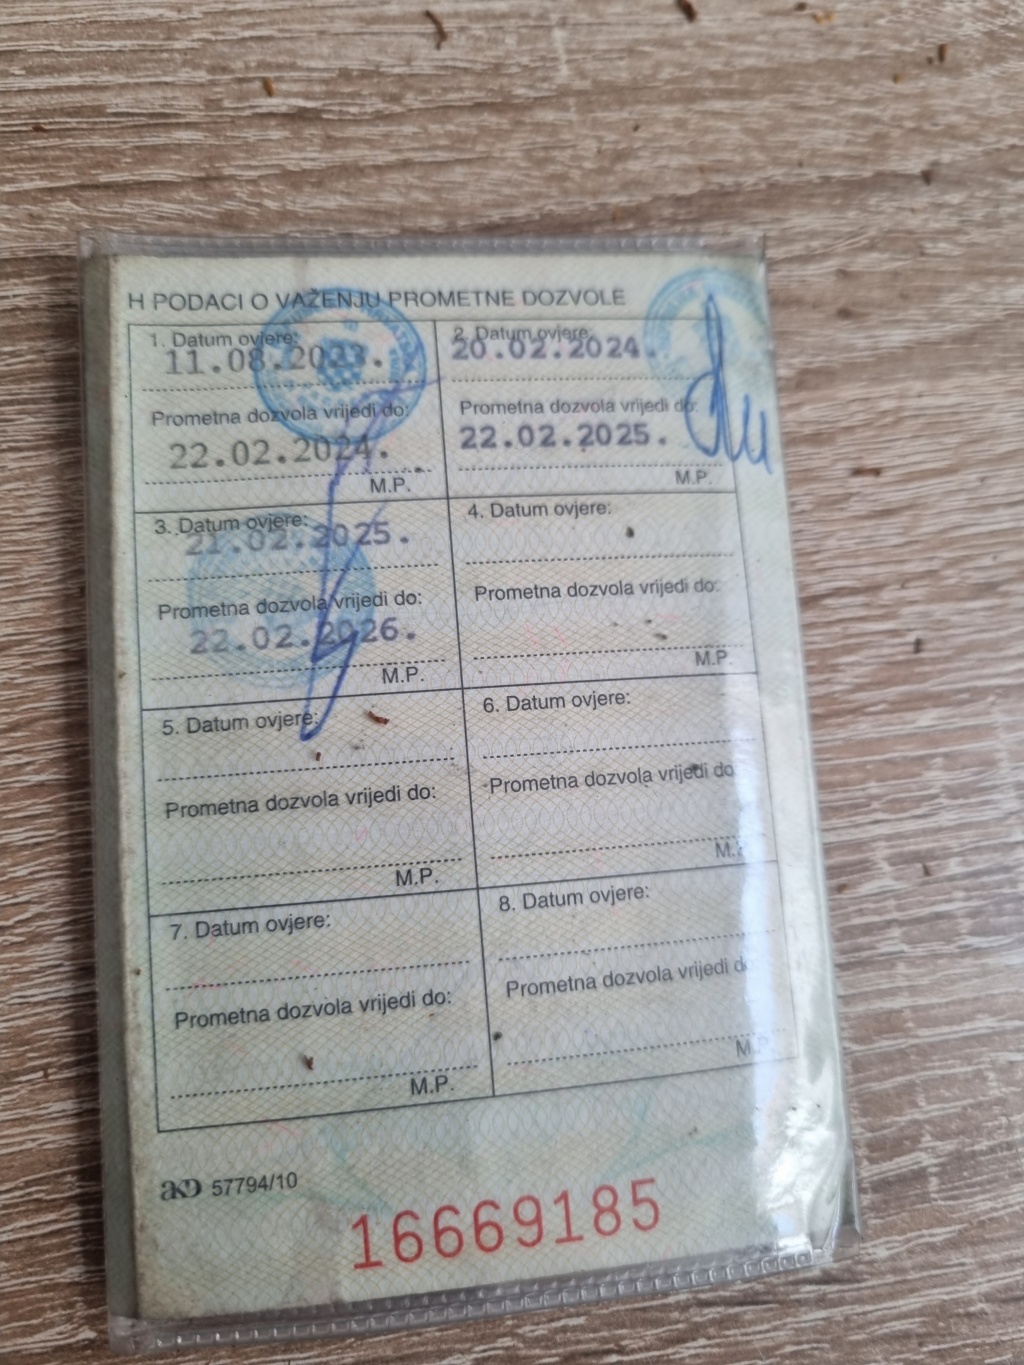 H PODACI O VAŽENJU PROMETNE DOZVOLE
1. Datum ovjere:
11.08.2023.
Prometna dozvola vrijedi do:
22.02.2024.
M.P.
2. Datum ovjere:
20.02.2024.
Prometna dozvola vrijedi do:
22.02.2025.
M.P.
3. Datum ovjere:
21.02.2025.
Prometna dozvola vrijedi do:
22.02.2026.
M.P.
4. Datum ovjere:
Prometna dozvola vrijedi do:
M.P.
5. Datum ovjere:
Prometna dozvola vrijedi do:
M.P.
6. Datum ovjere:
Prometna dozvola vrijedi do
M.P.
7. Datum ovjere:
Prometna dozvola vrijedi do:
M.P.
8. Datum ovjere:
Prometna dozvola vrijedi do
M.P.
akd 57794/10
16669185